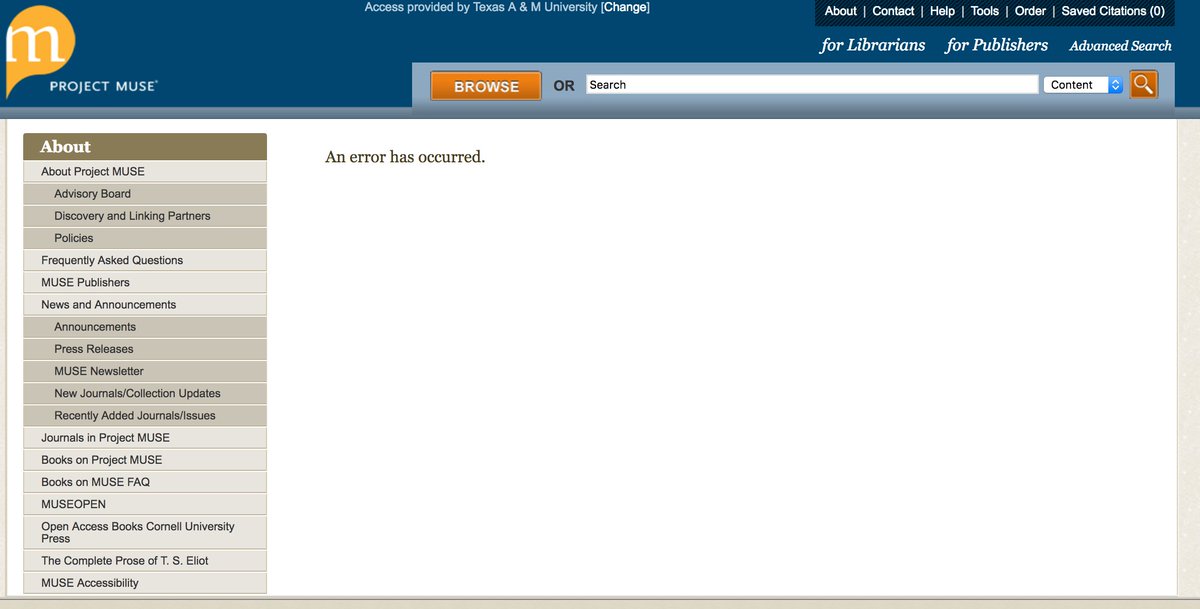 Access provided by Texas A & M University [Change]
About | Contact | Help | Tools | Order | Saved Citations (0)
m
PROJECT MUSE®
for Librarians for Publishers Advanced Search
BROWSE OR Search Content
About
About Project MUSE
Advisory Board
Discovery and Linking Partners
Policies
Frequently Asked Questions
MUSE Publishers
News and Announcements
Announcements
Press Releases
MUSE Newsletter
New Journals/Collection Updates
Recently Added Journals/Issues
Journals in Project MUSE
Books on Project MUSE
Books on MUSE FAQ
MUSEOPEN
Open Access Books Cornell University
Press
The Complete Prose of T. S. Eliot
MUSE Accessibility
An error has occurred.